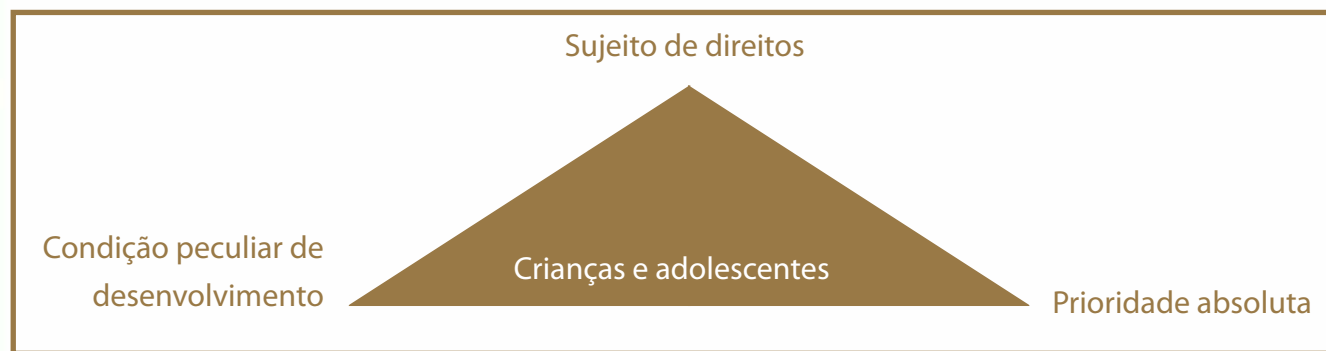 Sujeito de direitos
Condição peculiar de
desenvolvimento
Crianças e adolescentes
Prioridade absoluta